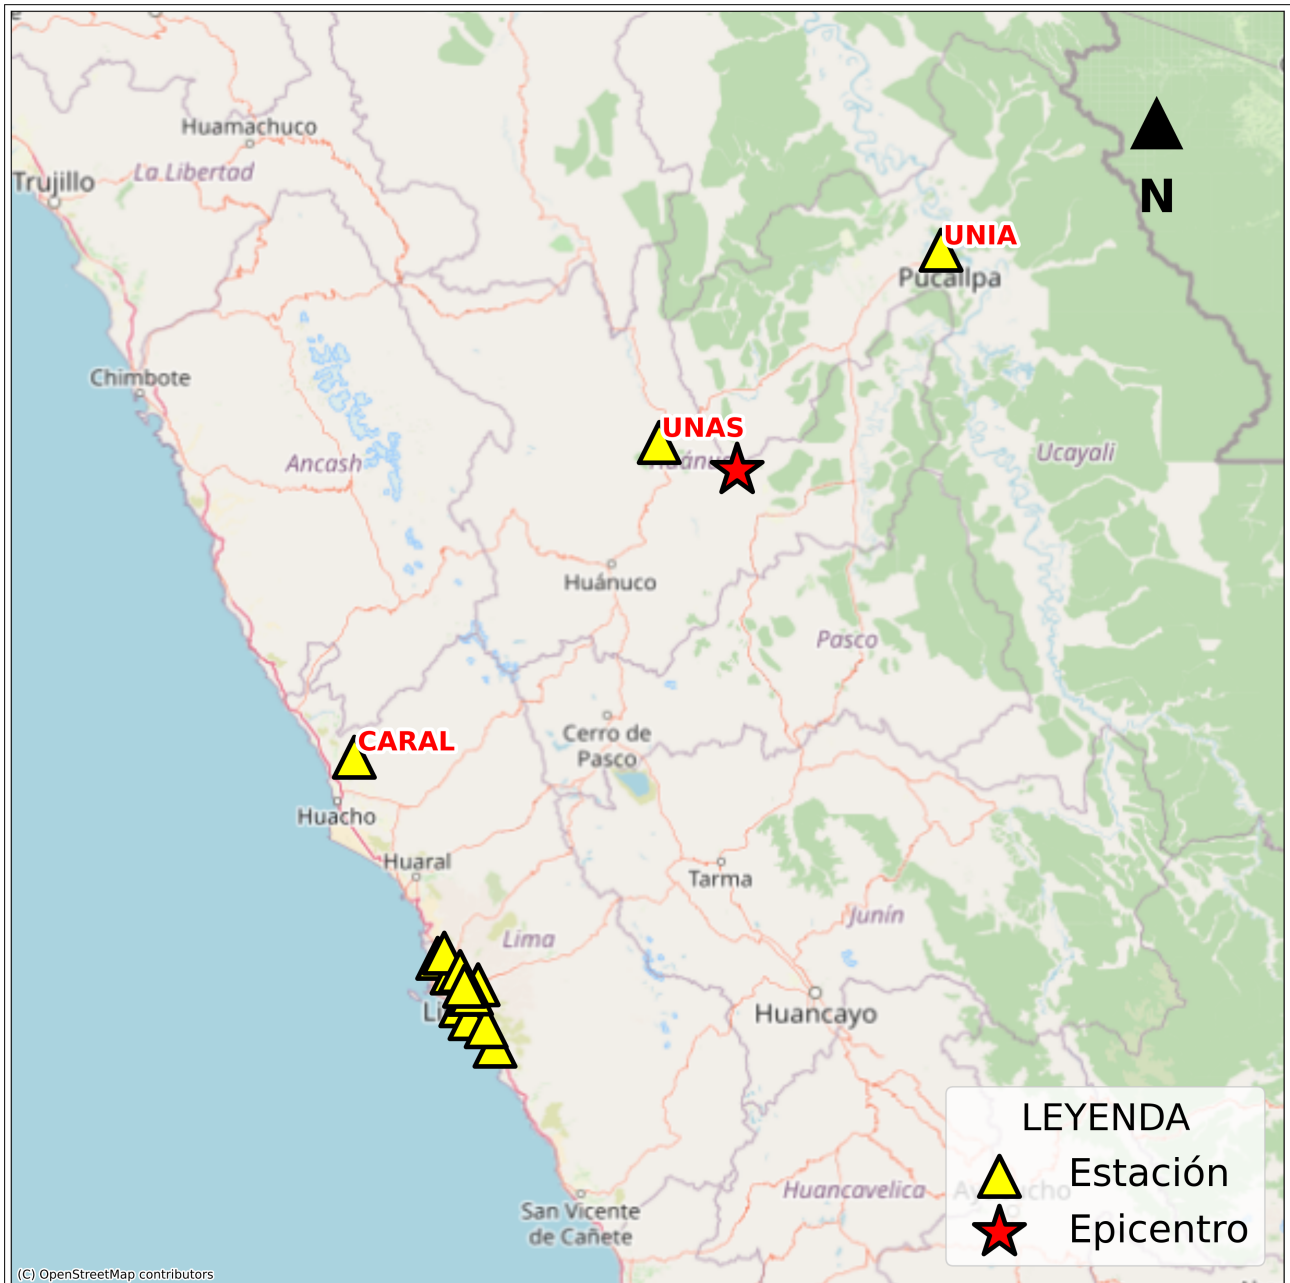 Huamachuco
La Libertad
Trujillo
N
UNIA
Pucallpa
Chimbote
UNAS
Ancash
Ucayali
Huánuco
Pasco
CARAL
Cerro de
Pasco
Huacho
Huaral
Tarma
Junín
Lima
Huancayo
LEYENDA
Estación
Epicentro
Huancavelica
San Vicente
de Cañete
(C) OpenStreetMap contributors